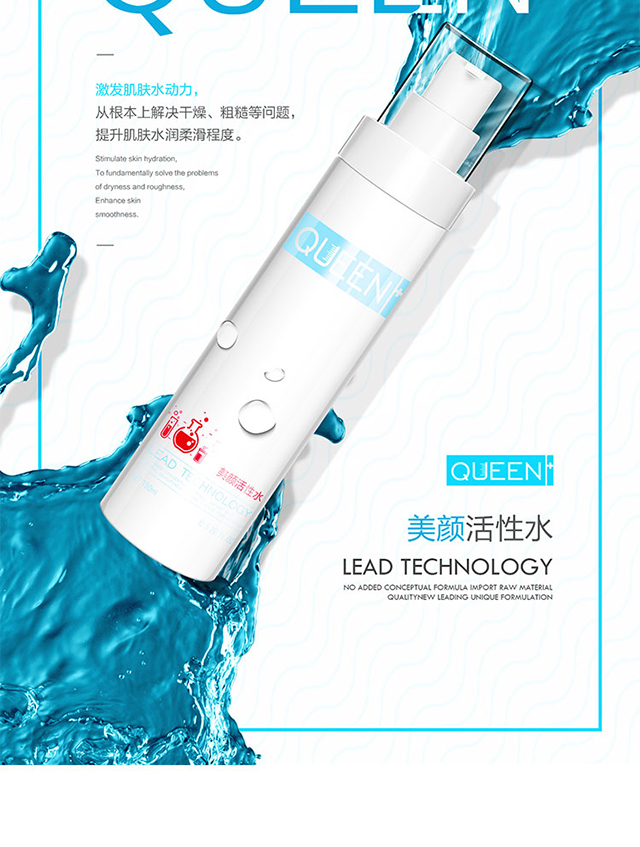 QUEEN
激发肌肤水动力，
从根本上解决干燥、粗糙等问题，
提升肌肤水润柔滑程度。
Stimulate skin hydration,
To fundamentally solve the problems
of dryness and roughness,
Enhance skin
smoothness.
QUEEN+
LEAD TECHNOLOGY
美颜活性水
QUEEN+
美颜活性水
LEAD TECHNOLOGY
NO ADDED CONCEPTUAL FORMULA IMPORT RAW MATERIAL
QUALITYNEW LEADING UNIQUE FORMULATION